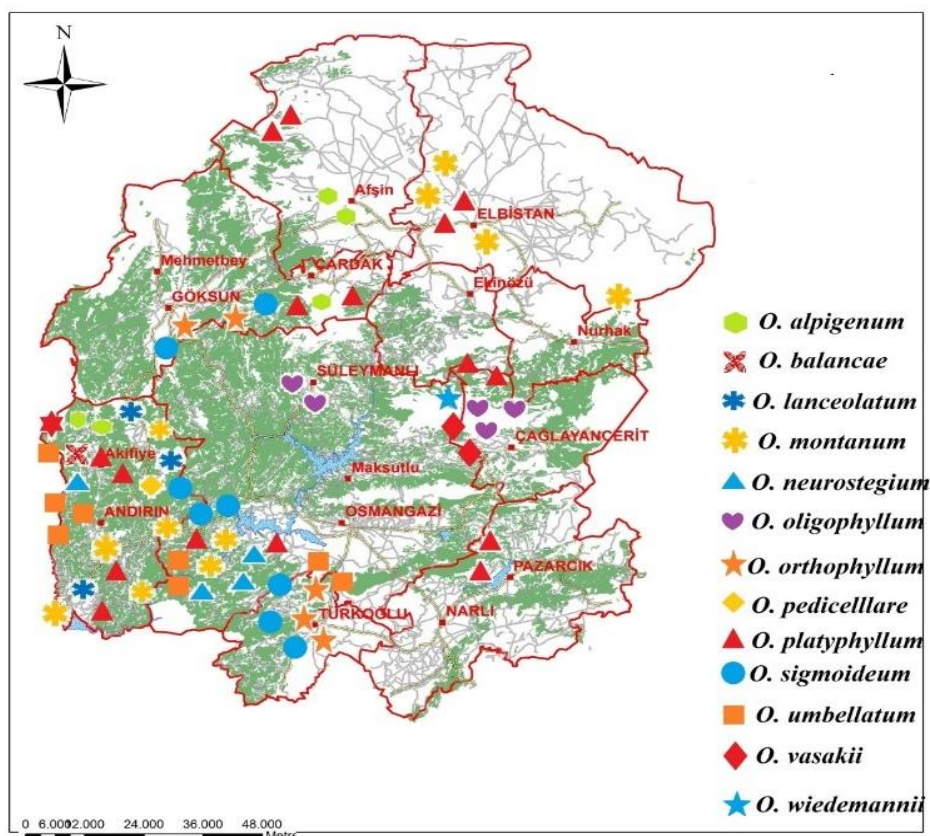 N
Afşin
ELBİSTAN
Mehmetbey
ÇARDAK
Ekinözü
GÖKSUN
Nurhak
SÜLEYMANLI
ÇAĞLAYANCERİT
Akifiye
Maksutlu
ANDIRIN
OSMANGAZİ
PAZARCIK
TÜRKOĞLU
NARLI
O. alpigenum
O. balancae
O. lanceolatum
O. montanum
O. neurostegium
O. oligophyllum
O. orthophyllum
O. pedicelllare
O. platyphyllum
O. sigmoideum
O. umbellatum
O. vasakii
O. wiedemannii
0 6.000 12.000 24.000 36.000 48.000